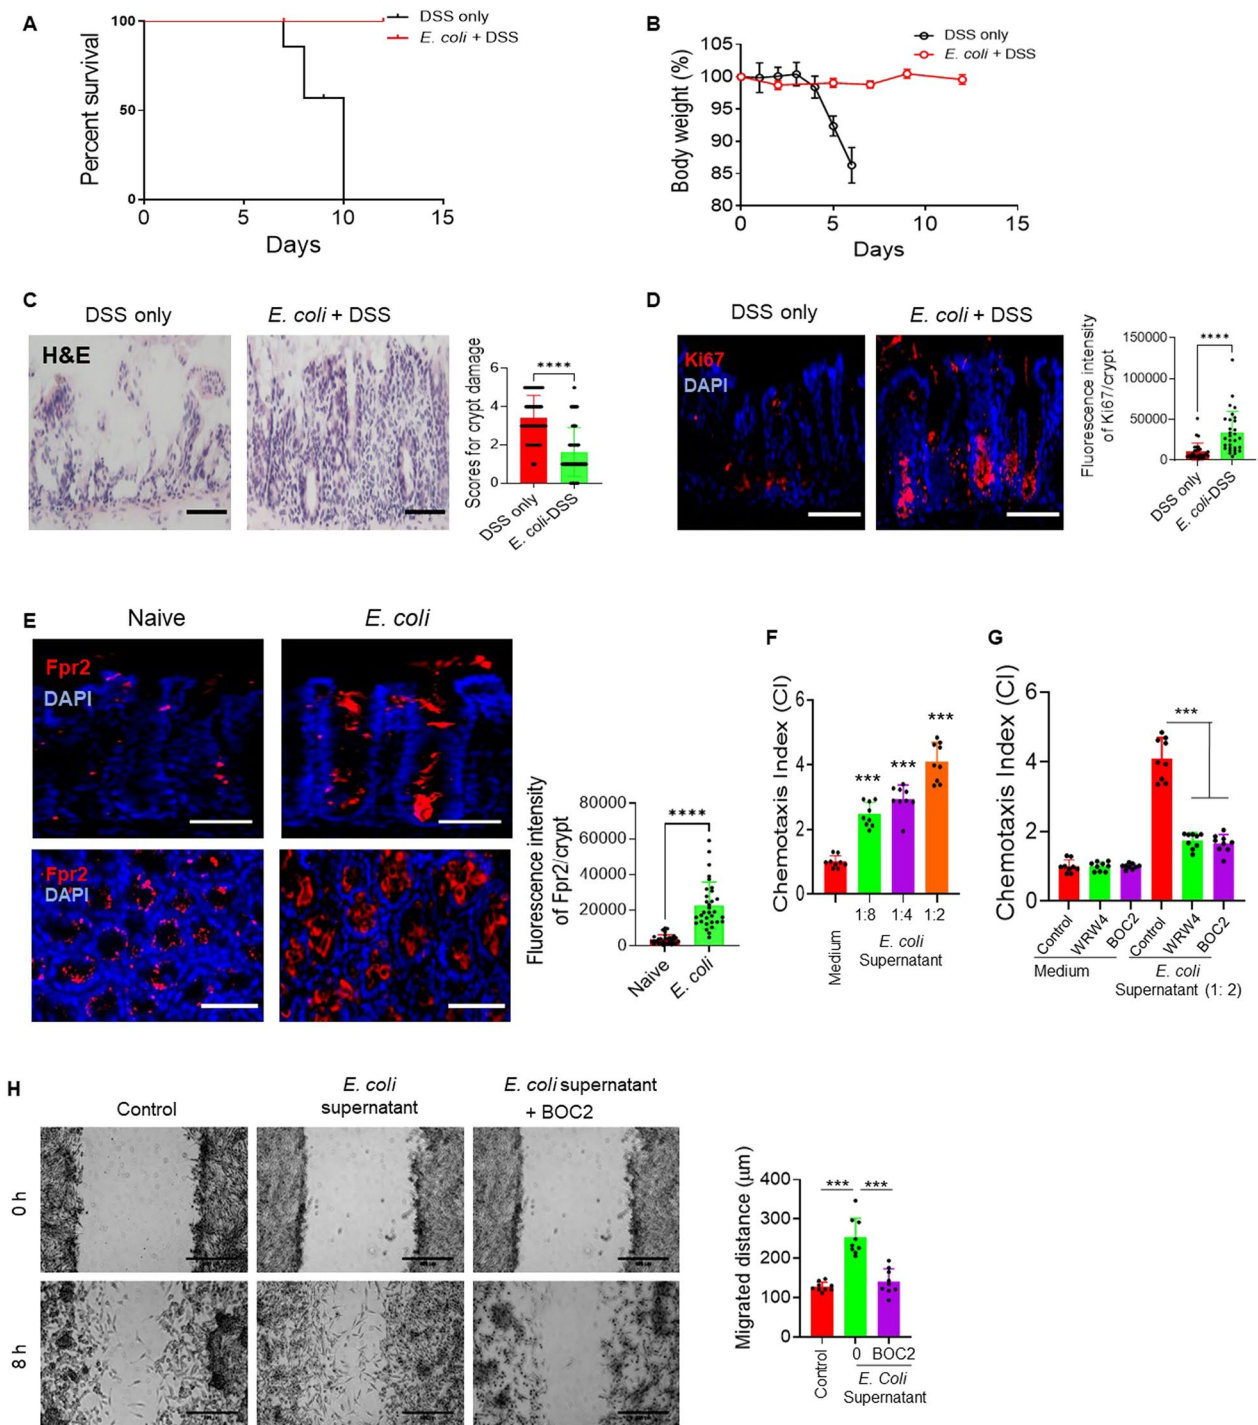 A
DSS only
E. coli + DSS
100
50
0
Percent survival
0
5
10
15
Days
B
DSS only
E. coli + DSS
105
100
95
90
85
80
Body weight (%)
0
5
10
15
Days
C
DSS only
E. coli + DSS
H&E
Scores for crypt damage
6
4
2
0
****
DSS only
E. coli-DSS
D
DSS only
E. coli + DSS
Ki67
DAPI
Fluorescence intensity
of Ki67/crypt
150000
100000
50000
0
****
DSS only
E. coli-DSS
E
Naive
E. coli
Fpr2
DAPI
Fpr2
DAPI
Fluorescence intensity
of Fpr2/crypt
80000
60000
40000
20000
0
****
Naive
E. coli
F
Chemotaxis Index (CI)
6
4
2
0
***
***
***
Medium
1:8
1:4
1:2
E. coli
Supernatant
G
Chemotaxis Index (CI)
6
4
2
0
***
Control
WRW4
BOC2
Control
WRW4
BOC2
Medium
E. coli
Supernatant (1: 2)
H
Control
E. coli
supernatant
E. coli supernatant
+ BOC2
0 h
8 h
Migrated distance (µm)
400
300
200
100
0
***
***
Control
0
BOC2
E. Coli
Supernatant